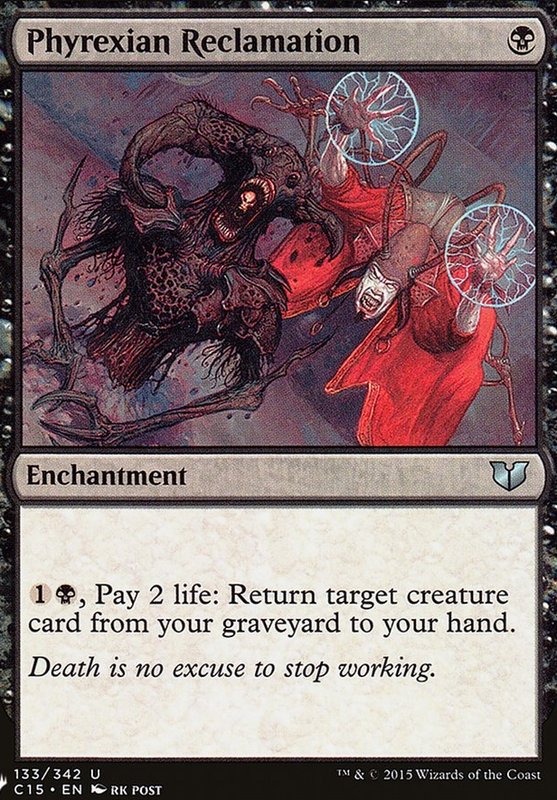 Phyrexian Reclamation
Enchantment
1, Pay 2 life: Return target creature
card from your graveyard to your hand.
Death is no excuse to stop working.
133/342 U
C15 • EN RK POST
™ & © 2015 Wizards of the Coast